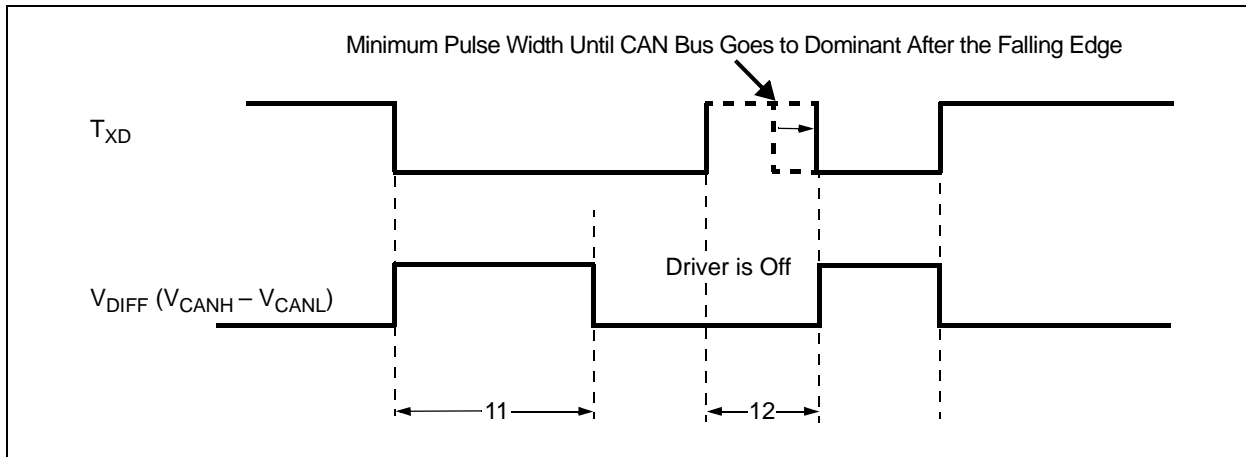 Minimum Pulse Width Until CAN Bus Goes to Dominant After the Falling Edge
TXD
Driver is Off
VDIFF (VCANH – VCANL)
11
12